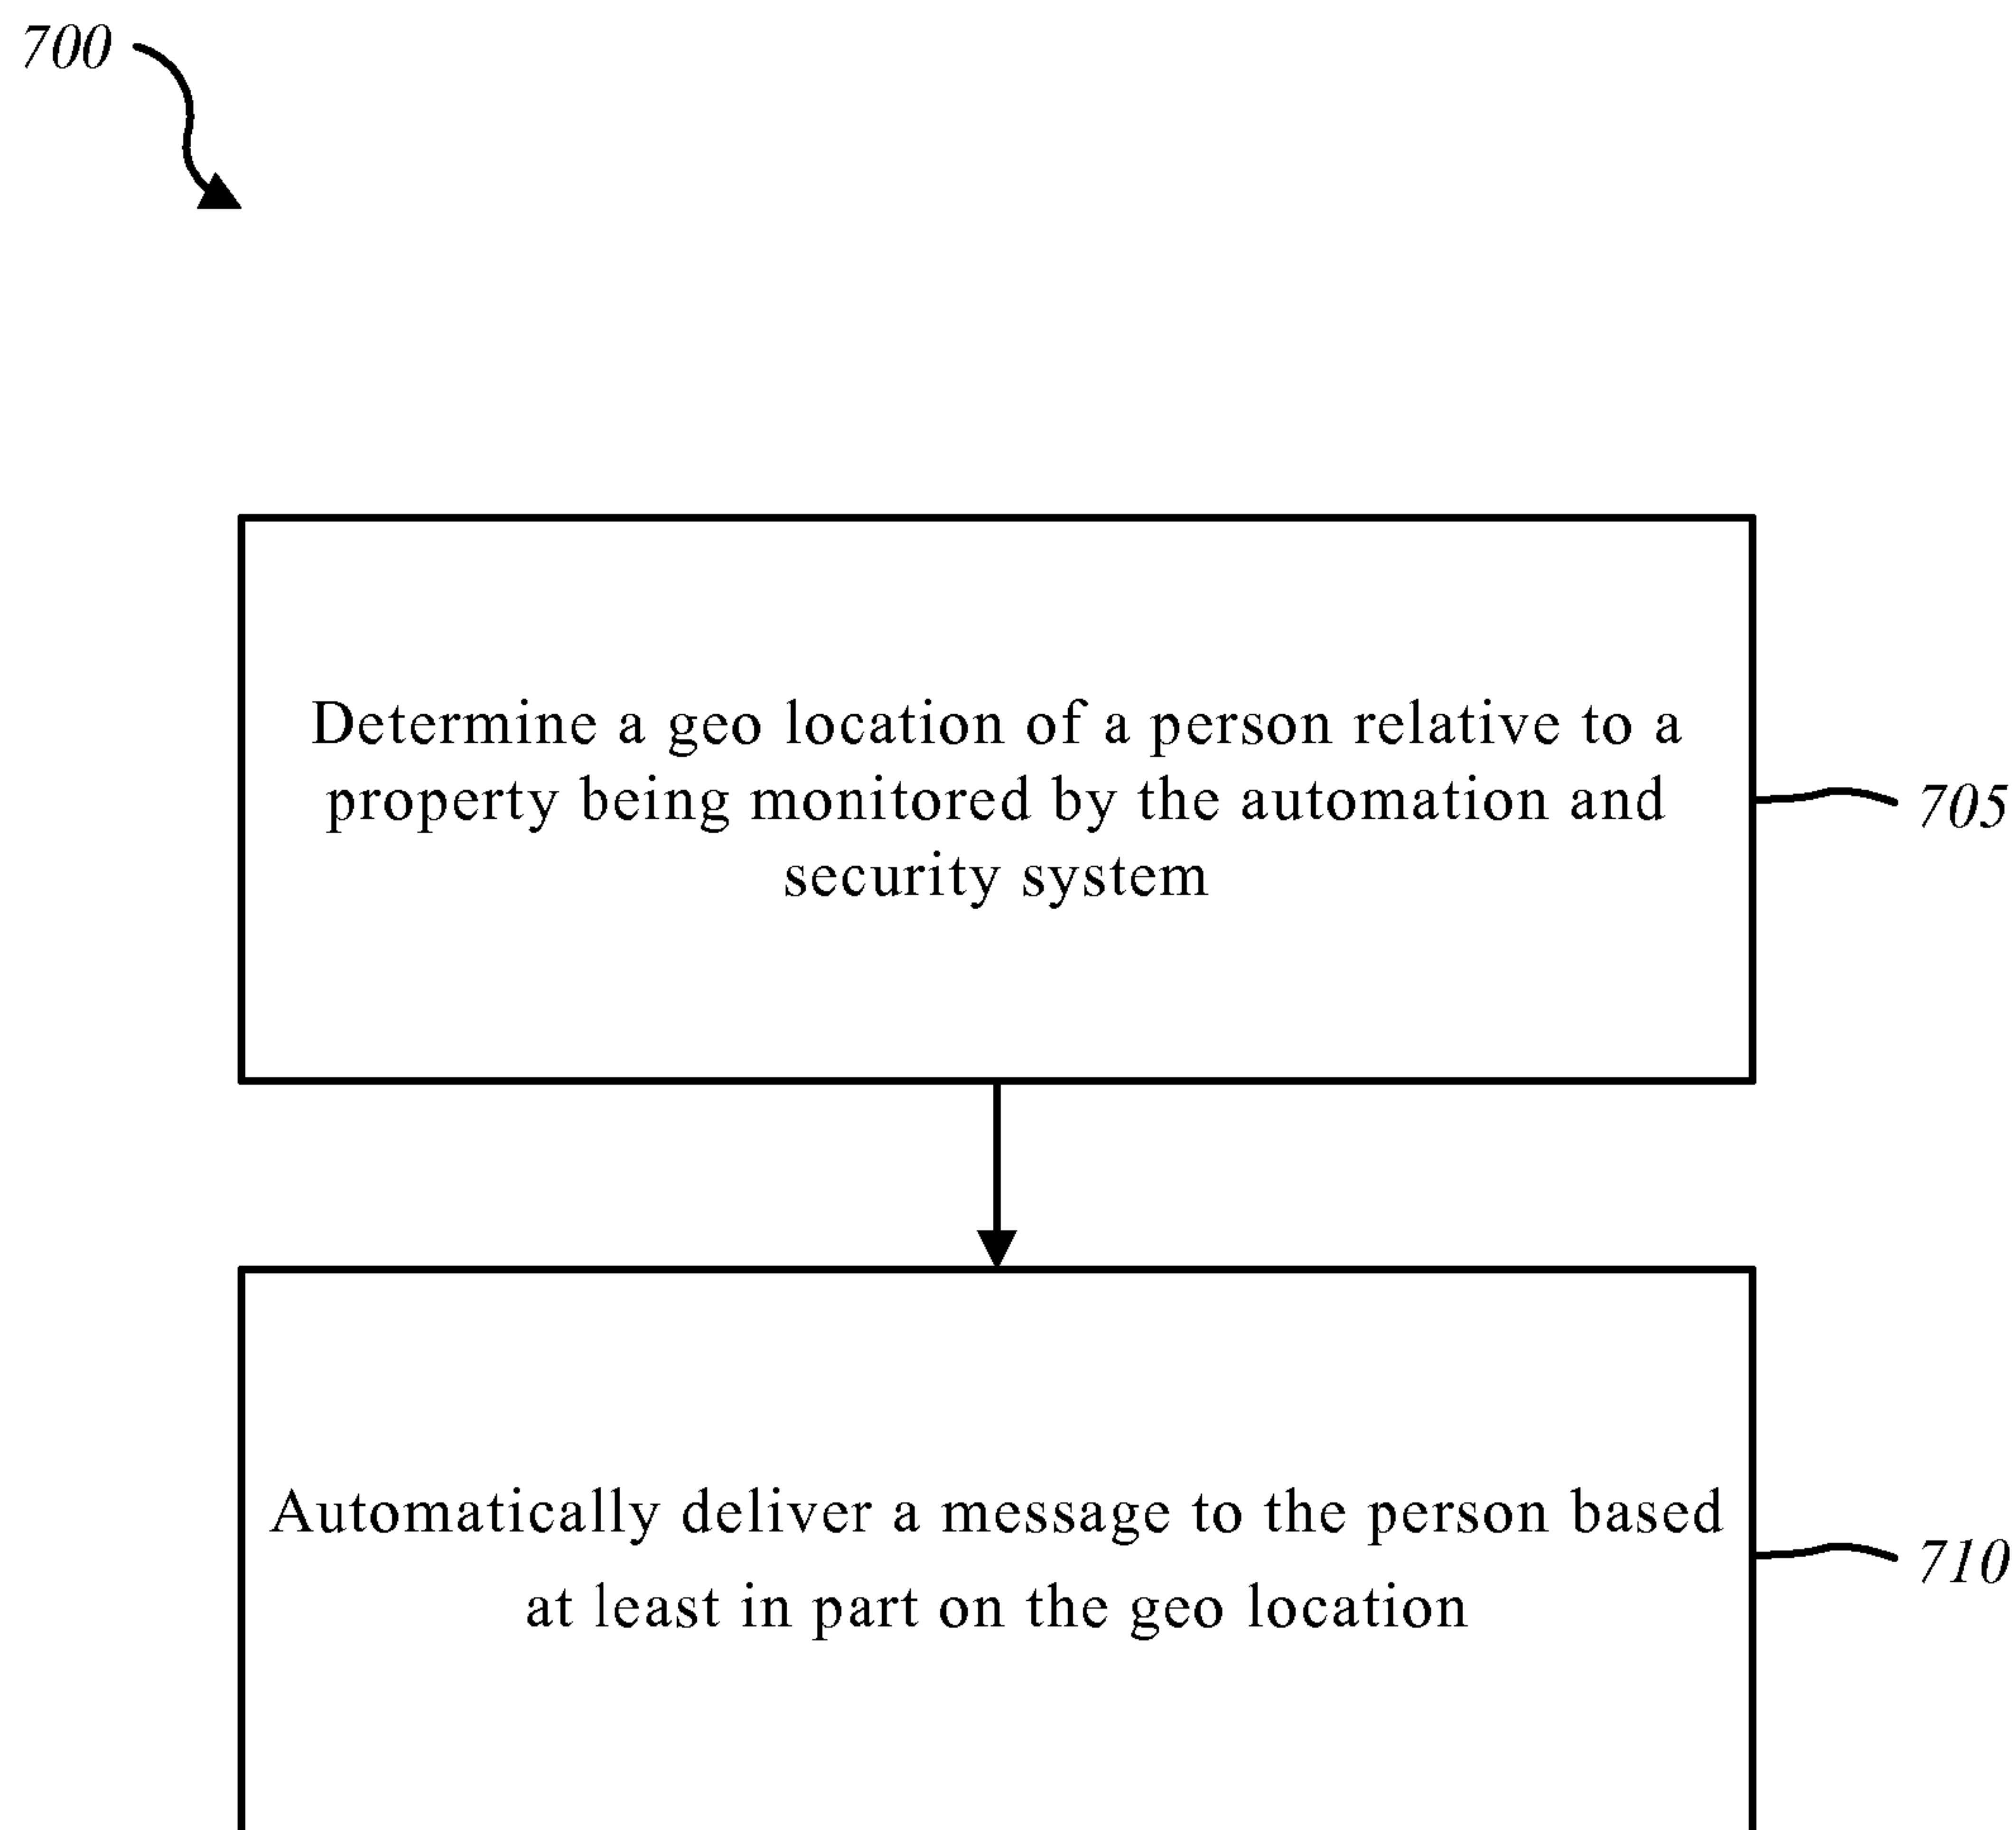 700
Determine a geo location of a person relative to a
property being monitored by the automation and
security system
705
Automatically deliver a message to the person based
at least in part on the geo location
710